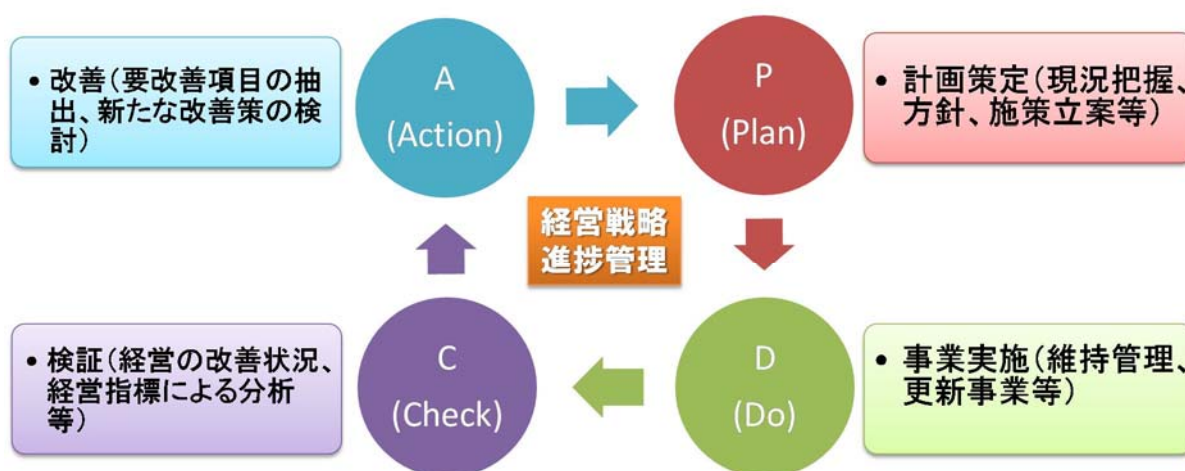 • 改善(要改善項目の抽
出、新たな改善策の検
討)
A
(Action)
P
(Plan)
• 計画策定(現況把握、
方針、施策立案等)
経営戦略
進捗管理
• 検証(経営の改善状況、
経営指標による分析
等)
C
(Check)
D
(Do)
• 事業実施(維持管理、
更新事業等)